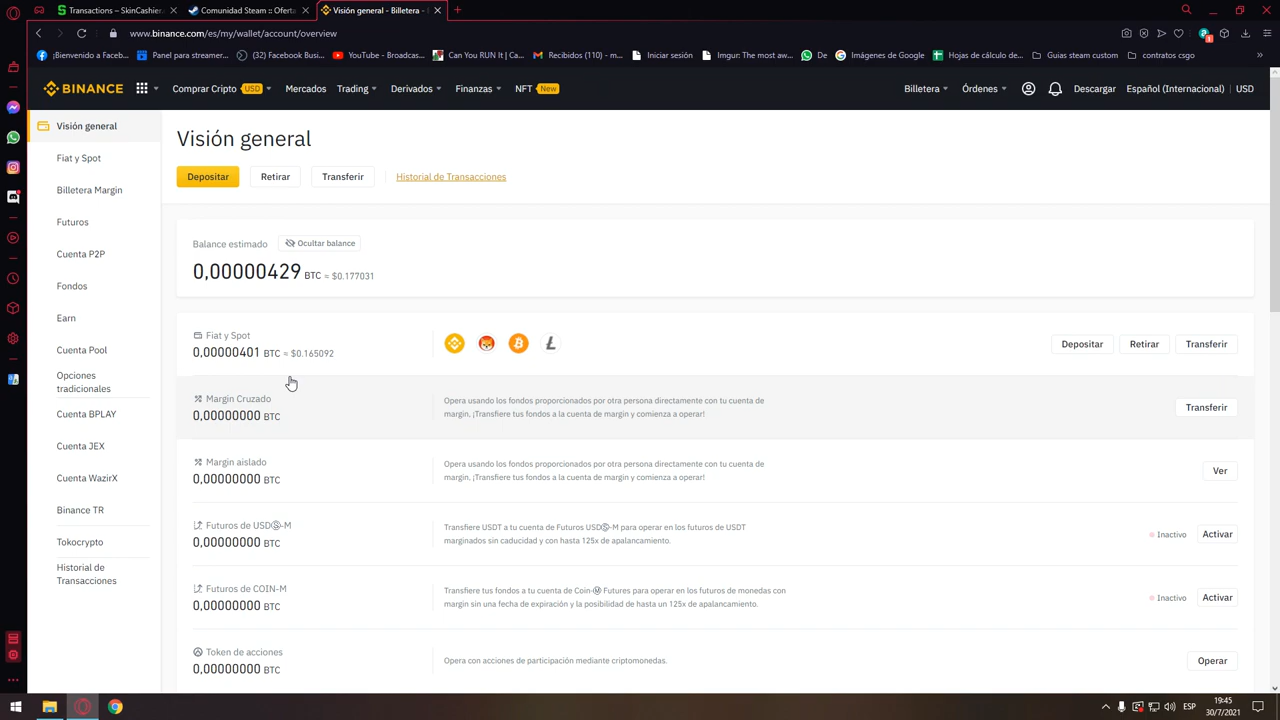 Transactions – SkinCashier
Comunidade Steam :: Oferta
Visión general - Billetera -
www.binance.com/es/my/wallet/account/overview
¡Bienvenido a Faceb...
Panel para streame...
(32) Facebook Busin
YouTube - Broadcas...
Can You RUN It | Can...
Recibidos (110) - m...
Iniciar sesión
Imgur: The most aw...
De
Imágenes de Google
Hojas de cálculo de...
Guias steam custom
contratos csgo
»
BINANCE
Comprar Cripto USD
Mercados
Trading
Derivados
Finanzas
NFT New
Billetera
Órdenes
Descargar
Español (Internacional)
USD
Visión general
Fiat y Spot
Billetera Margin
Futuros
Cuenta P2P
Fondos
Earn
Cuenta Pool
Opciones
tradicionales
Cuenta BPLAY
Cuenta JEX
Cuenta WazirX
Binance TR
Tokocrypto
Historial de
Transacciones
Visión general
Depositar
Retirar
Transferir
Historial de Transacciones
Balance estimado
Ocultar balance
0,00000429 BTC ≈ $0.177031
Fiat y Spot
0,00000401 BTC ≈ $0.165092
Depositar
Retirar
Transferir
Margin Cruzado
0,00000000 BTC
Opera usando los fondos proporcionados por otra persona directamente con tu cuenta de
margin, ¡Transfiere tus fondos a la cuenta de margin y comienza a operar!
Transferir
Margin aislado
0,00000000 BTC
Opera usando los fondos proporcionados por otra persona directamente con tu cuenta de
margin, ¡Transfiere tus fondos a la cuenta de margin y comienza a operar!
Ver
Futuros de USDⓈ-M
0,00000000 BTC
Transfiere USDT a tu cuenta de Futuros USDⓈ-M para operar en los futuros de USDT
marginados sin caducidad y con hasta 125x de apalancamiento.
Inactivo
Activar
Futuros de COIN-M
0,00000000 BTC
Transfiere tus fondos a tu cuenta de Coin-Ⓜ Futures para operar en los futuros de monedas con
margin sin una fecha de expiración y la posibilidad de hasta un 125x de apalancamiento.
Inactivo
Activar
Token de acciones
0,00000000 BTC
Opera con acciones de participación mediante criptomonedas.
Operar
ESP
19:45
30/7/2021